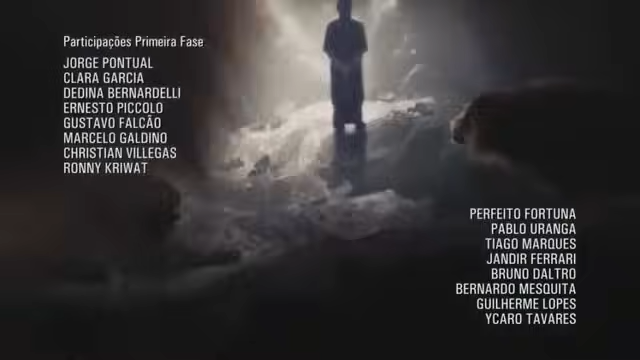 Participações Primeira Fase
JORGE PONTUAL
CLARA GARCIA
DEDINA BERNARDELLI
ERNESTO PICCOLO
GUSTAVO FALCÃO
MARCELO GALDINO
CHRISTIAN VILLEGAS
RONNY KRIWAT
PERFEITO FORTUNA
PABLO URANGA
TIAGO MARQUES
JANDIR FERRARI
BRUNO DALTRO
BERNARDO MESQUITA
GUILHERME LOPES
YCARO TAVARES